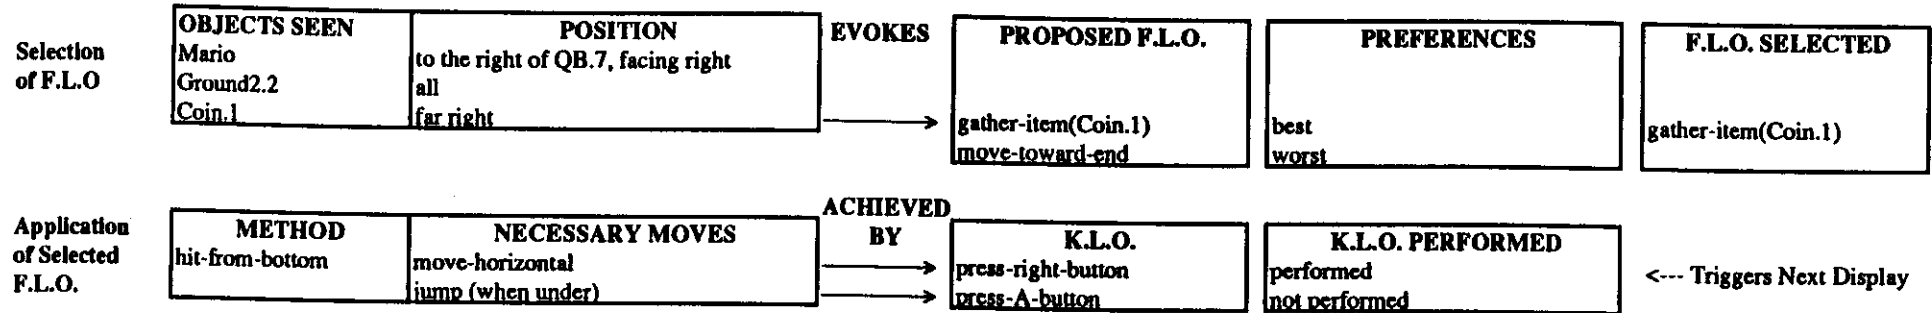 OBJECTS SEEN POSITION EVOKES PROPOSED F.L.O. PREFERENCES F.L.O. SELECTED
Selection Mario to the right of QB.7, facing right
of F.L.O Ground2.2 all
Coin.1 far right gather-item(Coin.1) best gather-item(Coin.1)
move-toward-end worst
ACHIEVED
Application METHOD NECESSARY MOVES BY K.L.O. K.L.O. PERFORMED
of Selected hit-from-bottom move-horizontal press-right-button performed <--- Triggers Next Display
F.L.O. jump (when under) press-A-button not performed